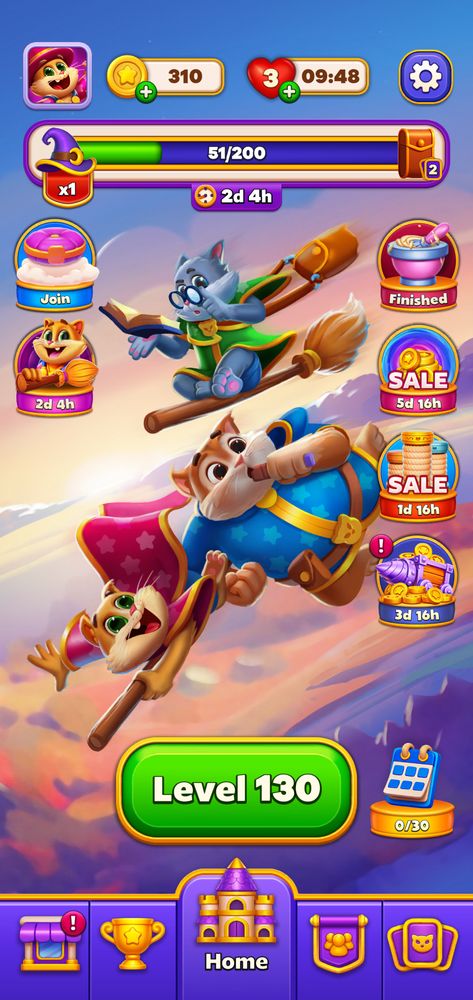 310
3
09:48
51/200
2
x1
2d 4h
Join
Finished
2d 4h
SALE
5d 16h
SALE
1d 16h
!
3d 16h
Level 130
0/30
!
Home